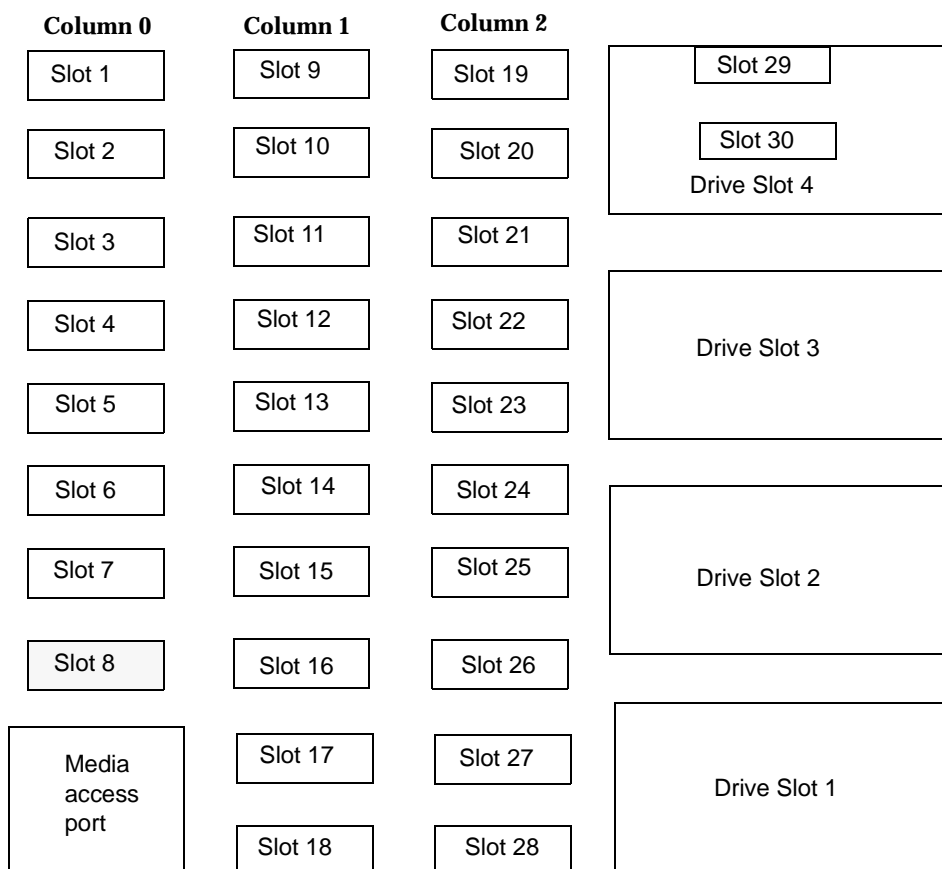 Column 0
Column 1
Column 2
Slot 1
Slot 9
Slot 19
Slot 29
Slot 2
Slot 10
Slot 20
Slot 30
Drive Slot 4
Slot 3
Slot 11
Slot 21
Slot 4
Slot 12
Slot 22
Drive Slot 3
Slot 5
Slot 13
Slot 23
Slot 6
Slot 14
Slot 24
Slot 7
Slot 15
Slot 25
Drive Slot 2
Slot 8
Slot 16
Slot 26
Media
access
port
Slot 17
Slot 27
Drive Slot 1
Slot 18
Slot 28